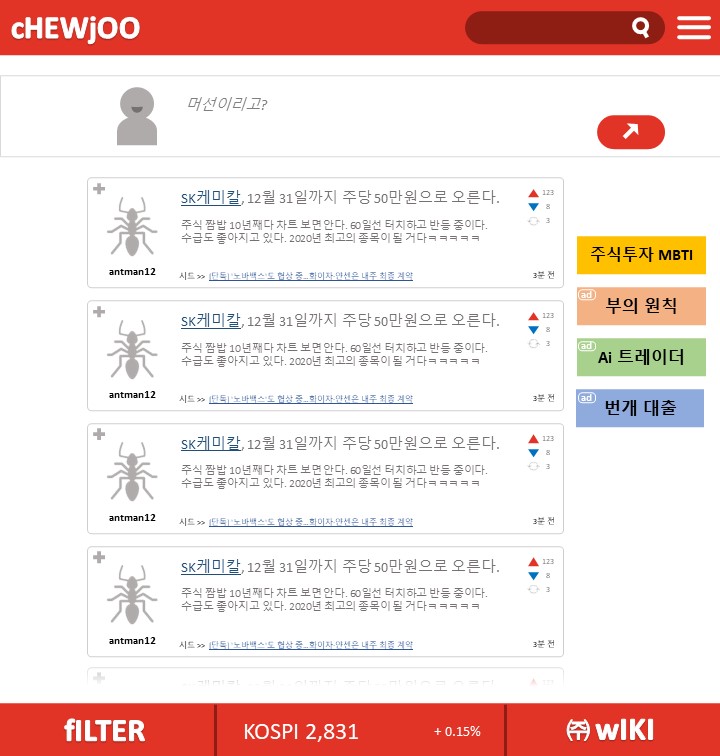 cHEWjOO
머선이리고?
SK케미칼, 12월 31일까지 주당 50만원으로 오른다.
123
주식 짬밥 10년째다 차트 보면 안다. 60일선 터치하고 반등 중이다.
8
수급도 좋아지고 있다. 2020년 최고의 종목이 될 거다ㅋㅋㅋㅋㅋ
3
antman12
시드 >> [단독] '노바백스'도 협상 중...화이자·얀센은 내주 최종 계약
3분 전
주식투자 MBTI
ad
부의 원칙
SK케미칼, 12월 31일까지 주당 50만원으로 오른다.
123
주식 짬밥 10년째다 차트 보면 안다. 60일선 터치하고 반등 중이다.
8
수급도 좋아지고 있다. 2020년 최고의 종목이 될 거다ㅋㅋㅋㅋㅋ
3
antman12
시드 >> [단독] '노바백스'도 협상 중...화이자·얀센은 내주 최종 계약
3분 전
ad
Ai 트레이더
ad
번개 대출
SK케미칼, 12월 31일까지 주당 50만원으로 오른다.
123
주식 짬밥 10년째다 차트 보면 안다. 60일선 터치하고 반등 중이다.
8
수급도 좋아지고 있다. 2020년 최고의 종목이 될 거다ㅋㅋㅋㅋㅋ
3
antman12
시드 >> [단독] '노바백스'도 협상 중...화이자·얀센은 내주 최종 계약
3분 전
SK케미칼, 12월 31일까지 주당 50만원으로 오른다.
123
주식 짬밥 10년째다 차트 보면 안다. 60일선 터치하고 반등 중이다.
8
수급도 좋아지고 있다. 2020년 최고의 종목이 될 거다ㅋㅋㅋㅋㅋ
3
antman12
시드 >> [단독] '노바백스'도 협상 중...화이자·얀센은 내주 최종 계약
3분 전
fILTER
KOSPI 2,831
+ 0.15%
쥬 wIKI